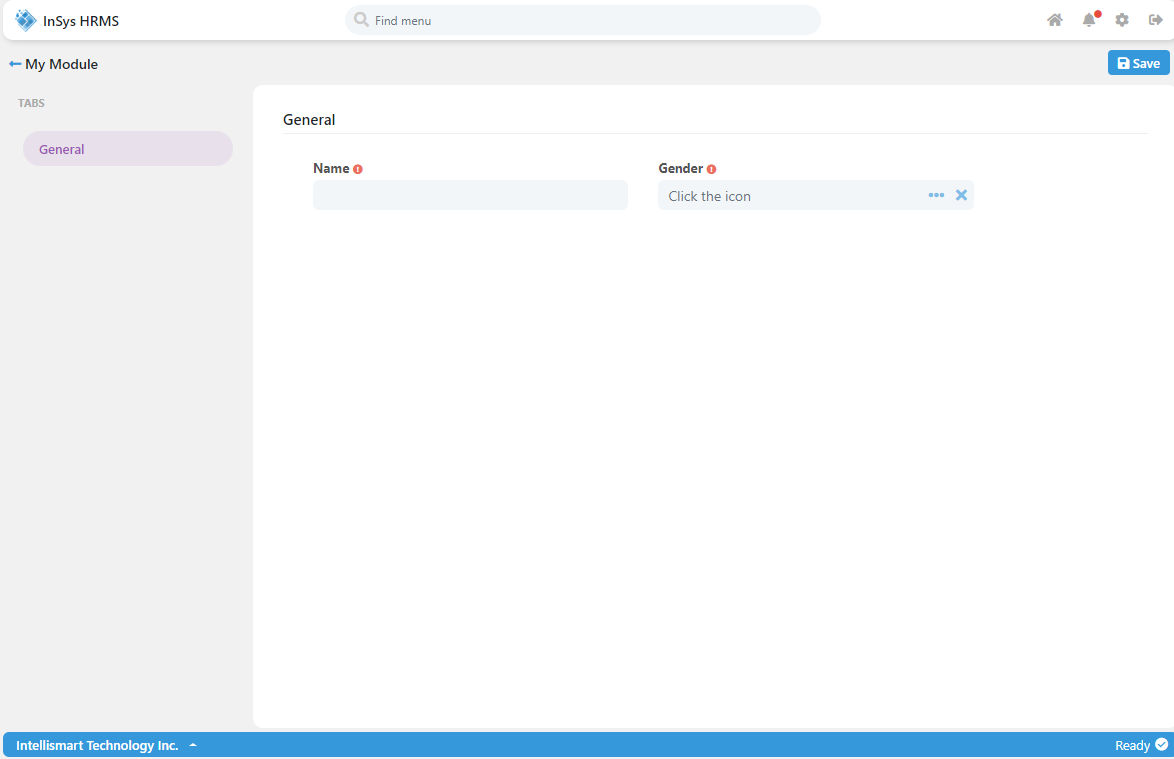 InSys HRMS
Find menu
My Module
Save
TABS
General
General
Name
Gender
Click the icon
Intellismart Technology Inc.
Ready